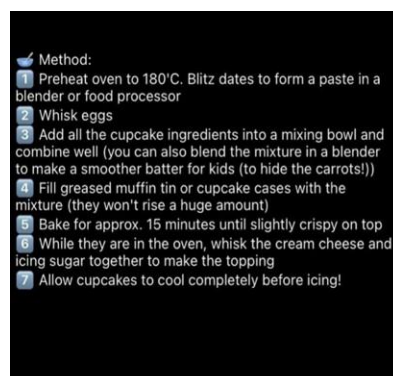 🥣 Method:
1️⃣ Preheat oven to 180'C. Blitz dates to form a paste in a
blender or food processor
2️⃣ Whisk eggs
3️⃣ Add all the cupcake ingredients into a mixing bowl and
combine well (you can also blend the mixture in a blender
to make a smoother batter for kids (to hide the carrots!))
4️⃣ Fill greased muffin tin or cupcake cases with the
mixture (they won't rise a huge amount)
5️⃣ Bake for approx. 15 minutes until slightly crispy on top
6️⃣ While they are in the oven, whisk the cream cheese and
icing sugar together to make the topping
7️⃣ Allow cupcakes to cool completely before icing!